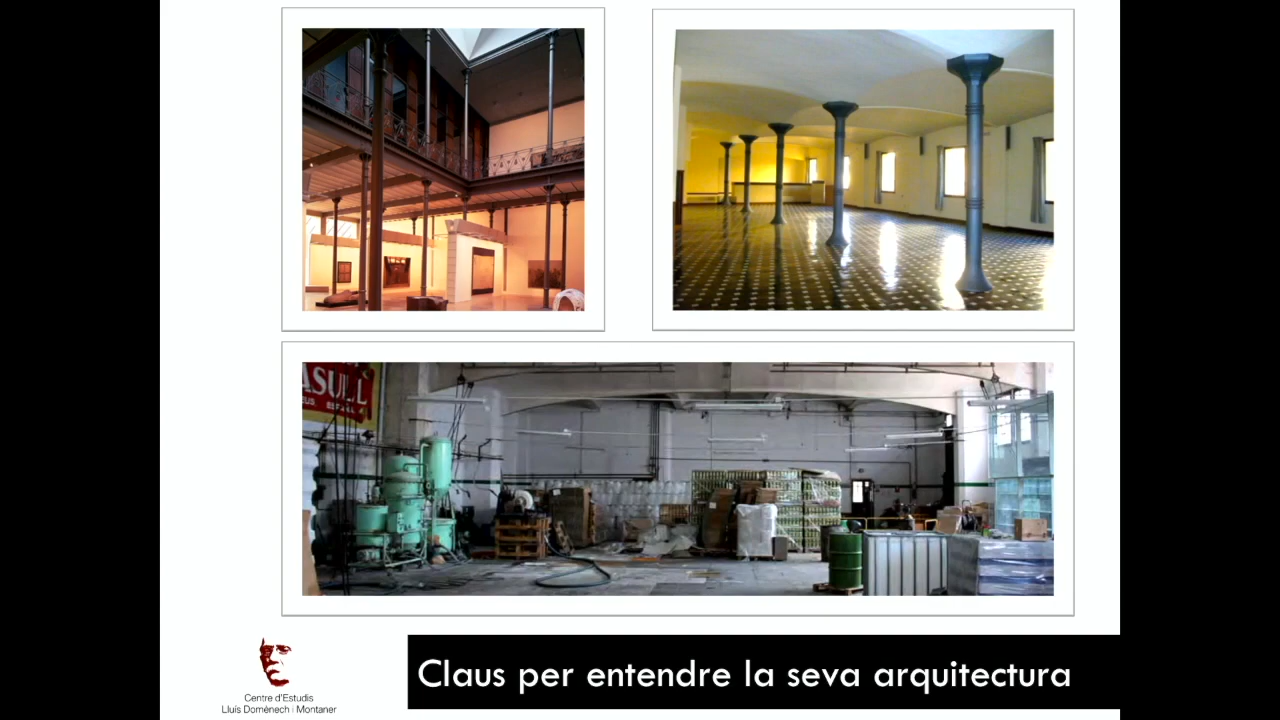 ASULL
Claus per entendre la seva arquitectura
Centre d'Estudis
Lluís Domènech i Montaner